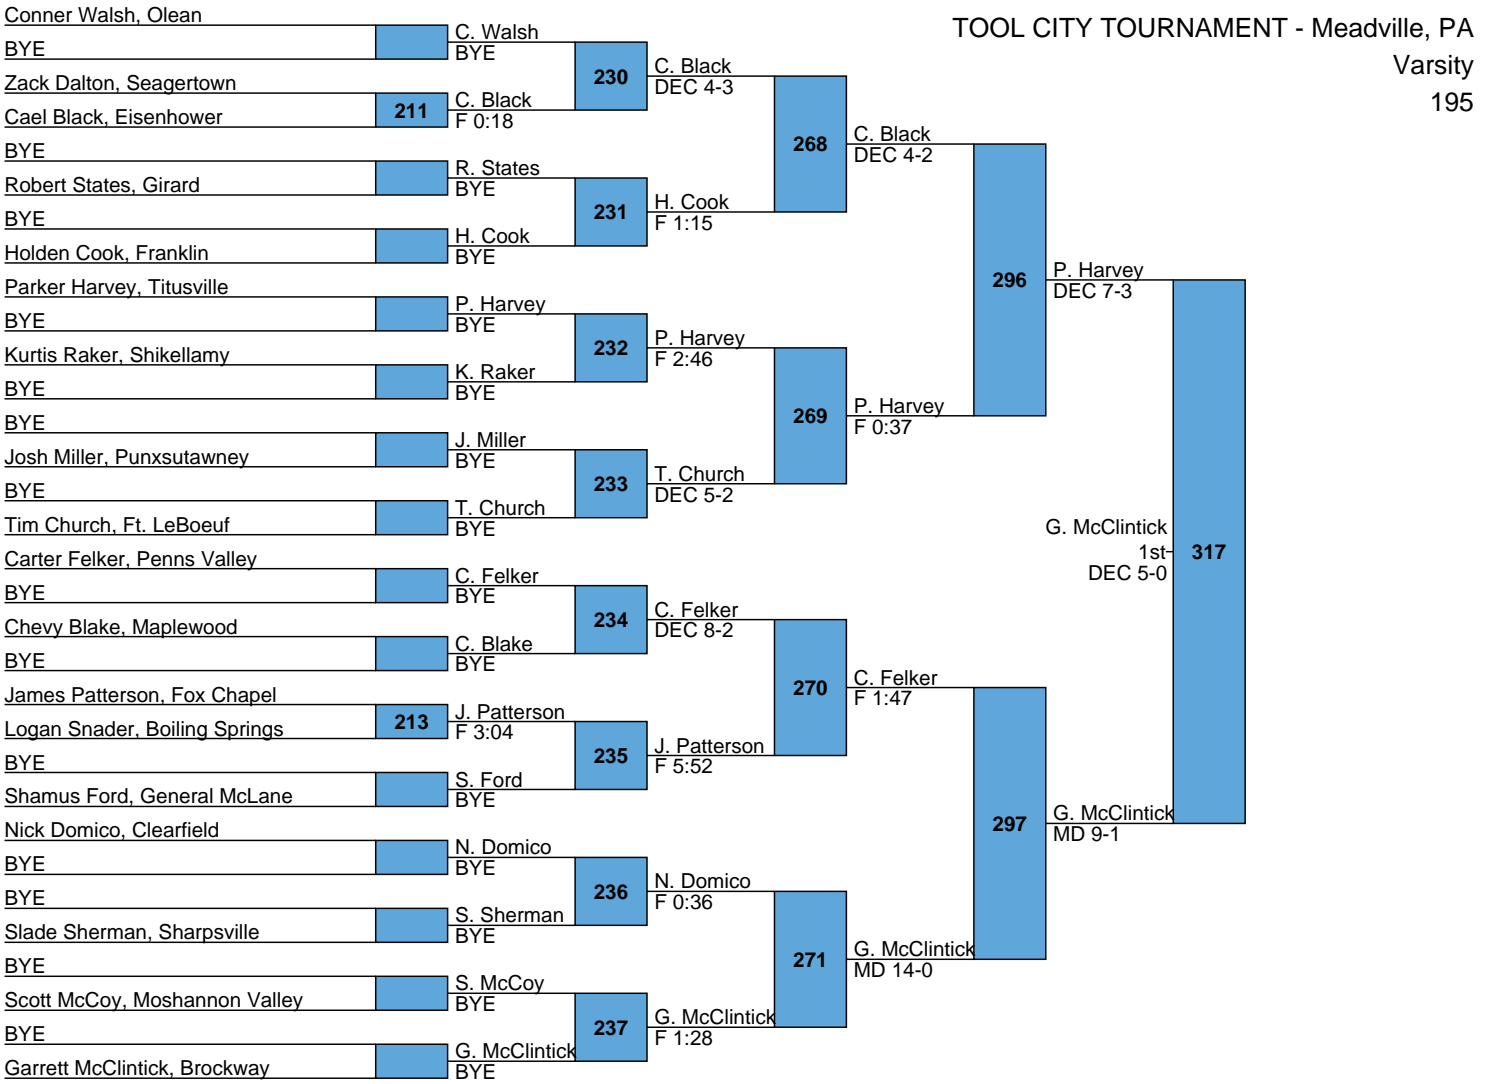 TOOL CITY TOURNAMENT - Meadville, PA
Varsity
195
Conner Walsh, Olean
BYE
Zack Dalton, Seagertown
Cael Black, Eisenhower
BYE
Robert States, Girard
BYE
Holden Cook, Franklin
Parker Harvey, Titusville
BYE
Kurtis Raker, Shikellamy
BYE
BYE
Josh Miller, Punxsutawney
BYE
Tim Church, Ft. LeBoeuf
Carter Felker, Penns Valley
BYE
Chevy Blake, Maplewood
BYE
James Patterson, Fox Chapel
Logan Snader, Boiling Springs
BYE
Shamus Ford, General McLane
Nick Domico, Clearfield
BYE
BYE
Slade Sherman, Sharpsville
BYE
Scott McCoy, Moshannon Valley
BYE
Garrett McClintick, Brockway
211
213
C. Walsh
BYE
C. Black
F 0:18
R. States
BYE
H. Cook
BYE
P. Harvey
BYE
K. Raker
BYE
J. Miller
BYE
T. Church
BYE
C. Felker
BYE
C. Blake
BYE
J. Patterson
F 3:04
S. Ford
BYE
N. Domico
BYE
S. Sherman
BYE
S. McCoy
BYE
G. McClintick
BYE
230
231
232
233
234
235
236
237
C. Black
DEC 4-3
H. Cook
F 1:15
P. Harvey
F 2:46
T. Church
DEC 5-2
C. Felker
DEC 8-2
J. Patterson
F 5:52
N. Domico
F 0:36
G. McClintick
F 1:28
268
269
270
271
C. Black
DEC 4-2
P. Harvey
F 0:37
C. Felker
F 1:47
G. McClintick
MD 14-0
296
297
P. Harvey
DEC 7-3
G. McClintick
MD 9-1
317
G. McClintick
1st
DEC 5-0